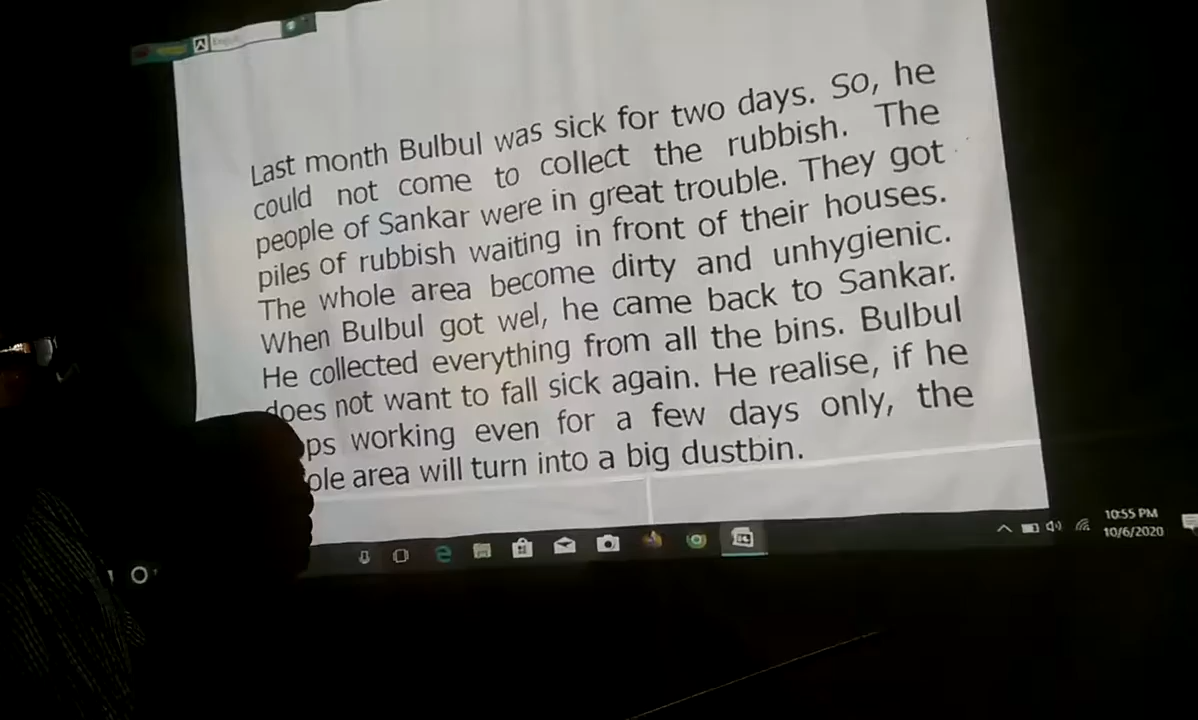 Last month Bulbul was sick for two days. So, he
could not come to collect the rubbish. The
people of Sankar were in great trouble. They got
piles of rubbish waiting in front of their houses.
The whole area become dirty and unhygienic.
When Bulbul got wel, he came back to Sankar.
He collected everything from all the bins. Bulbul
does not want to fall sick again. He realise, if he
ps working even for a few days only, the
ole area will turn into a big dustbin.
10:55 PM
10/6/2020